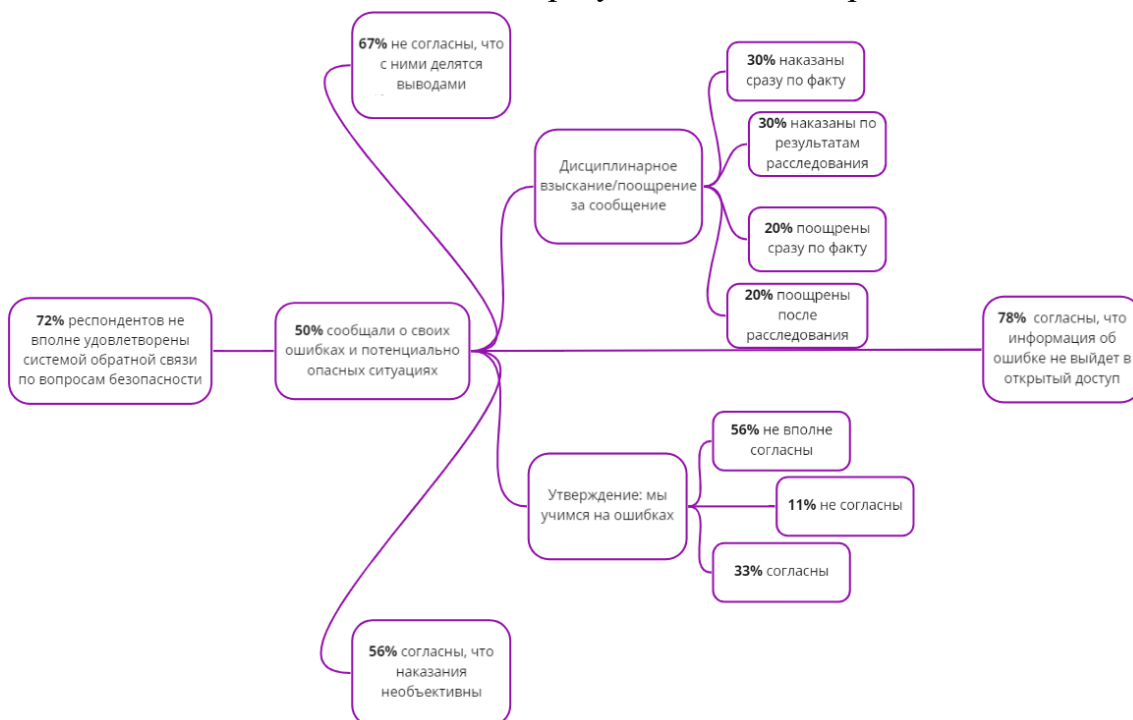 67% не согласны, что
с ними делятся
выводами
30% наказаны
сразу по факту
30% наказаны по
результатам
расследования
Дисциплинарное
взыскание/поощрение
за сообщение
20% поощрены
сразу по факту
20% поощрены
после
расследования
72% респондентов не
вполне удовлетворены
системой обратной связи
по вопросам безопасности
50% сообщали о своих
ошибках и потенциально
опасных ситуациях
78% согласны, что
информация об
ошибке не выйдет в
открытый доступ
56% не вполне
согласны
Утверждение: мы
учимся на ошибках
11% не согласны
33% согласны
56% согласны, что
наказания
необъективны